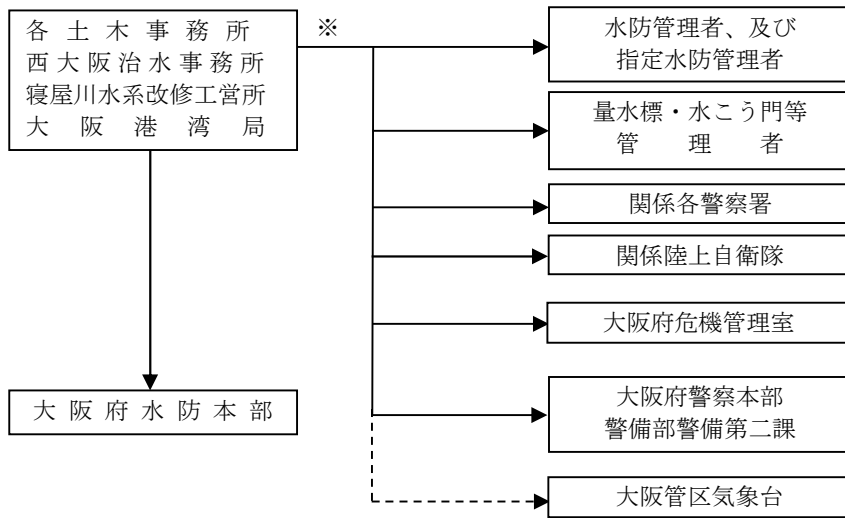 各土木事務所
西大阪治水事務所
寝屋川水系改修工営所
大阪港湾局
※
水防管理者、及び
指定水防管理者
量水標・水こう門等
管理者
関係各警察署
関係陸上自衛隊
大阪府危機管理室
大阪府水防本部
大阪府警察本部
警備部警備第二課
大阪管区気象台